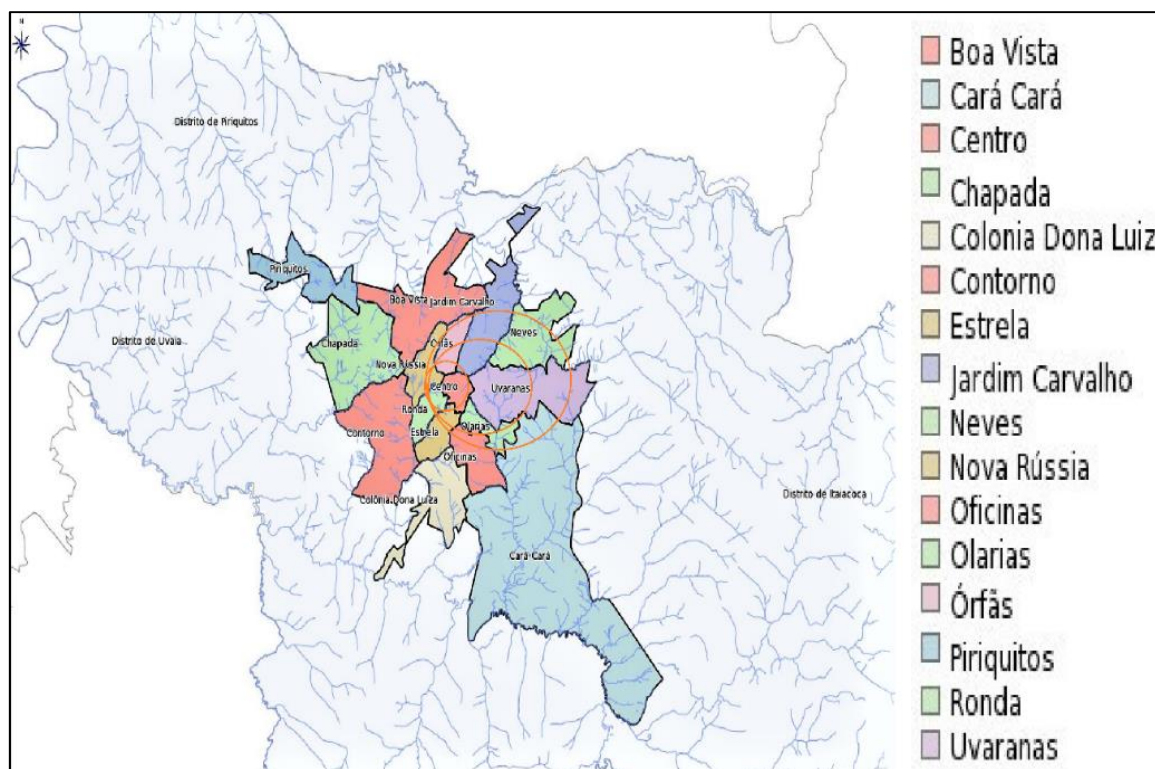 N
Distrito de Piriquitos
Piriquitos
Boa Vista
Jardim Carvalho
Neves
Distrito de Uvaia
Chapada
Órfãs
Nova Rússia
Centro
Uvaranas
Ronda
Contorno
Estrela
Olarias
Oficinas
Colônia Dona Luiza
Distrito de Itaiacoca
Cará-Cará
Boa Vista
Cará Cará
Centro
Chapada
Colonia Dona Luiz
Contorno
Estrela
Jardim Carvalho
Neves
Nova Rússia
Oficinas
Olarias
Órfãs
Piriquitos
Ronda
Uvaranas